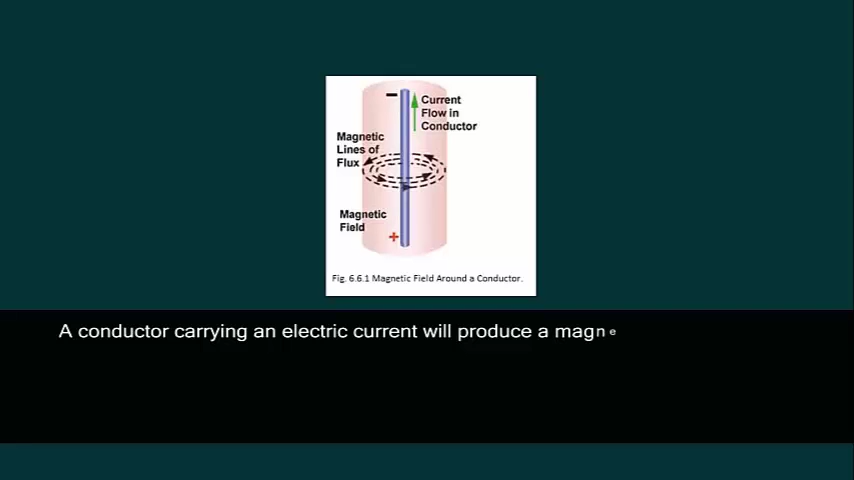 −
Current
Flow in
Conductor
Magnetic
Lines of
Flux
Magnetic
Field
+
Fig. 6.6.1 Magnetic Field Around a Conductor.
A conductor carrying an electric current will produce a magne